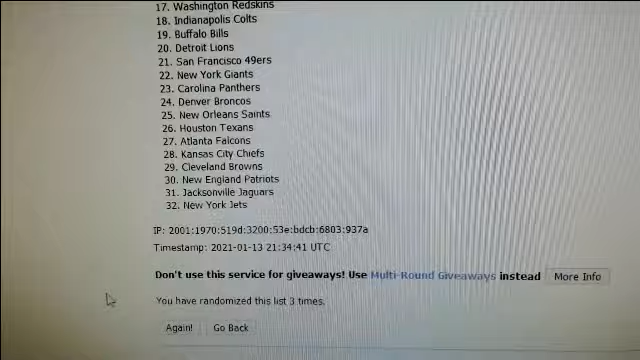 17. Washington Redskins
18. Indianapolis Colts
19. Buffalo Bills
20. Detroit Lions
21. San Francisco 49ers
22. New York Giants
23. Carolina Panthers
24. Denver Broncos
25. New Orleans Saints
26. Houston Texans
27. Atlanta Falcons
28. Kansas City Chiefs
29. Cleveland Browns
30. New England Patriots
31. Jacksonville Jaguars
32. New York Jets
IP: 2001:1970:519d:3200:53e:bdcb:6803:937a
Timestamp: 2021-01-13 21:34:41 UTC
Don't use this service for giveaways! Use Multi-Round Giveaways instead More Info
You have randomized this list 3 times.
Again! Go Back